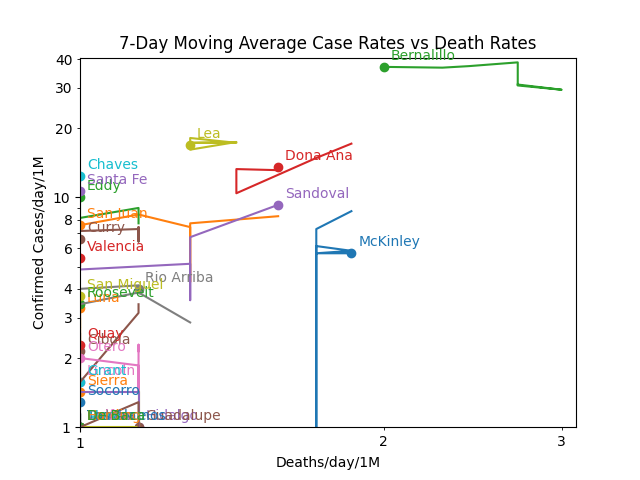 7-Day Moving Average Case Rates vs Death Rates
40
30
20
10
8
6
4
3
2
1
Confirmed Cases/day/1M
Bernalillo
Lea
Dona Ana
Chaves
Santa Fe
Eddy
Sandoval
San Juan
Curry
McKinley
Valencia
Rio Arriba
San Miguel
Roosevelt
Luna
Quay
Cibola
Otero
Grant
Sierra
Socorro
Guadalupe
1
2
3
Deaths/day/1M